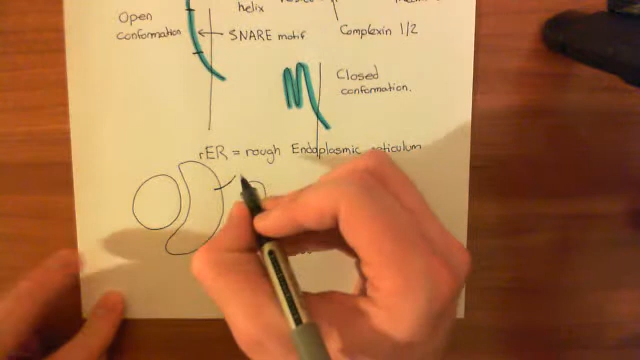 Open
conformation
helix
SNARE motif
Complexin 1/2
Closed
conformation.
rER = rough Endoplasmic reticulum